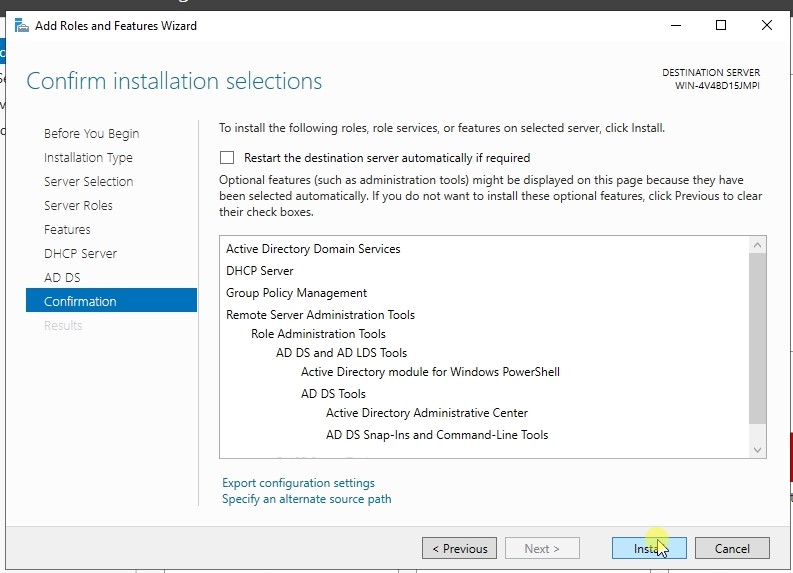 Add Roles and Features Wizard
Confirm installation selections
DESTINATION SERVER
WIN-4V4BD15JMPI
Before You Begin
Installation Type
Server Selection
Server Roles
Features
DHCP Server
AD DS
Confirmation
Results
To install the following roles, role services, or features on selected server, click Install.
Restart the destination server automatically if required
Optional features (such as administration tools) might be displayed on this page because they have
been selected automatically. If you do not want to install these optional features, click Previous to clear
their check boxes.
Active Directory Domain Services
DHCP Server
Group Policy Management
Remote Server Administration Tools
Role Administration Tools
AD DS and AD LDS Tools
Active Directory module for Windows PowerShell
AD DS Tools
Active Directory Administrative Center
AD DS Snap-Ins and Command-Line Tools
Export configuration settings
Specify an alternate source path
< Previous
Next >
Install
Cancel